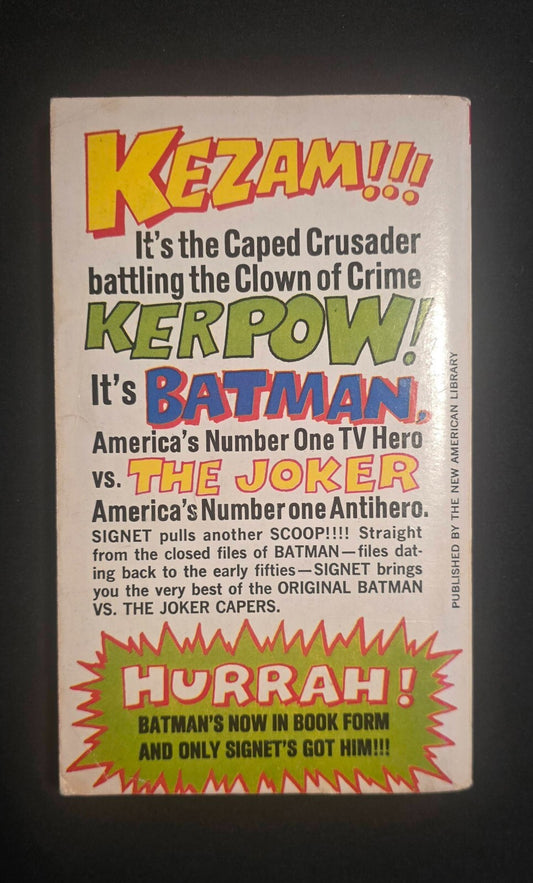 KEZAM!!!
It's the Caped Crusader
battling the Clown of Crime
KERPOW!
It's BATMAN,
America's Number One TV Hero
vs. THE JOKER
America's Number one Antihero.
SIGNET pulls another SCOOP!!!! Straight
from the closed files of BATMAN—files dat-
ing back to the early fifties—SIGNET brings
you the very best of the ORIGINAL BATMAN
VS. THE JOKER CAPERS.
HURRAH!
BATMAN'S NOW IN BOOK FORM
AND ONLY SIGNET'S GOT HIM!!!
PUBLISHED BY THE NEW AMERICAN LIBRARY